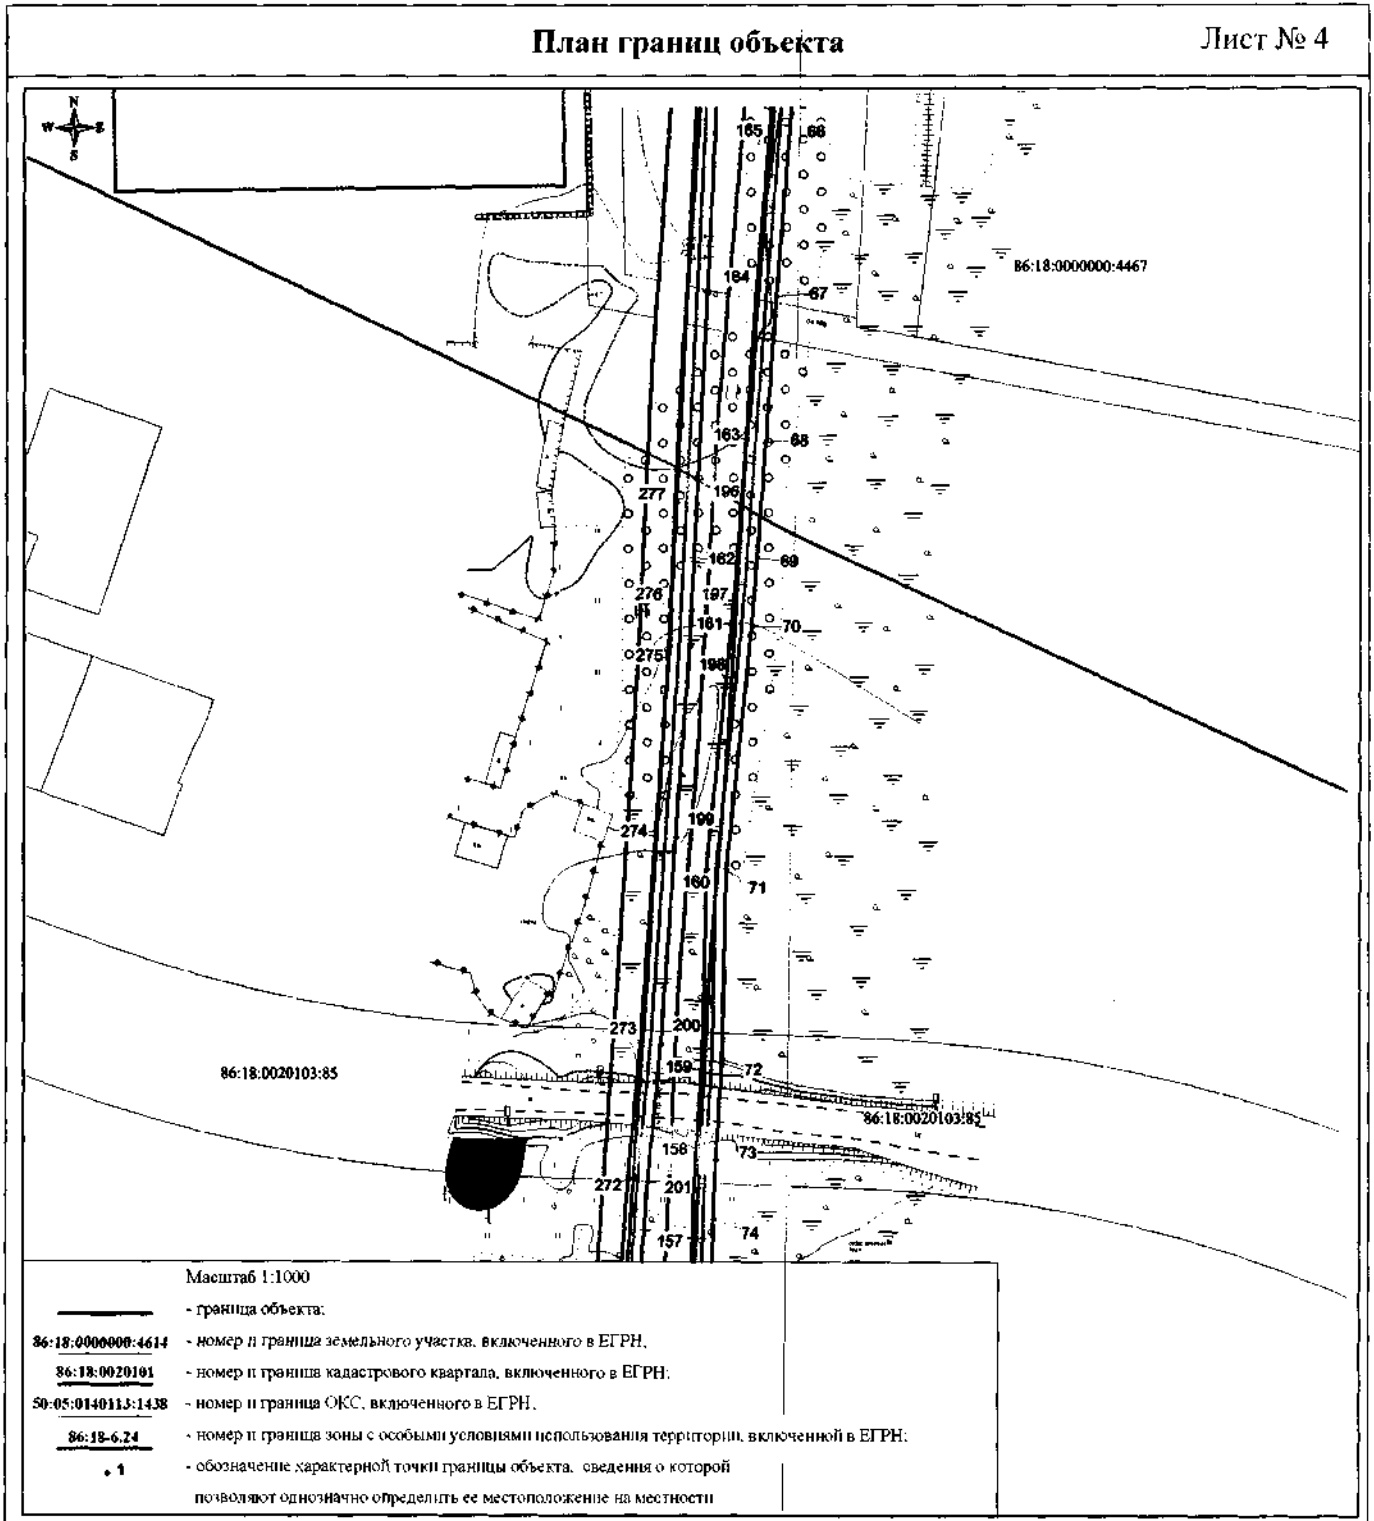 План границ объекта
Лист № 4
N
W E
S
165 66
86:18:0000000:4467
164
67
163
68
277
196
162
69
276
197
161
70
275
198
199
274
160
71
273
200
159
72
86:18:0020103:85
86:18:0020103:85
158
73
272
201
74
157
Масштаб 1:1000
- граница объекта;
86:18:0000000:4614 - номер и граница земельного участка, включенного в ЕГРН,
86:18:0020101 - номер и граница кадастрового квартала, включенного в ЕГРН;
50:05:0140113:1438 - номер и граница ОКС, включенного в ЕГРН,
86:18-6.24 - номер и граница зоны с особыми условиями использования территории, включенной в ЕГРН;
• 1 - обозначение характерной точки границы объекта, сведения о которой
позволяют однозначно определить ее местоположение на местности